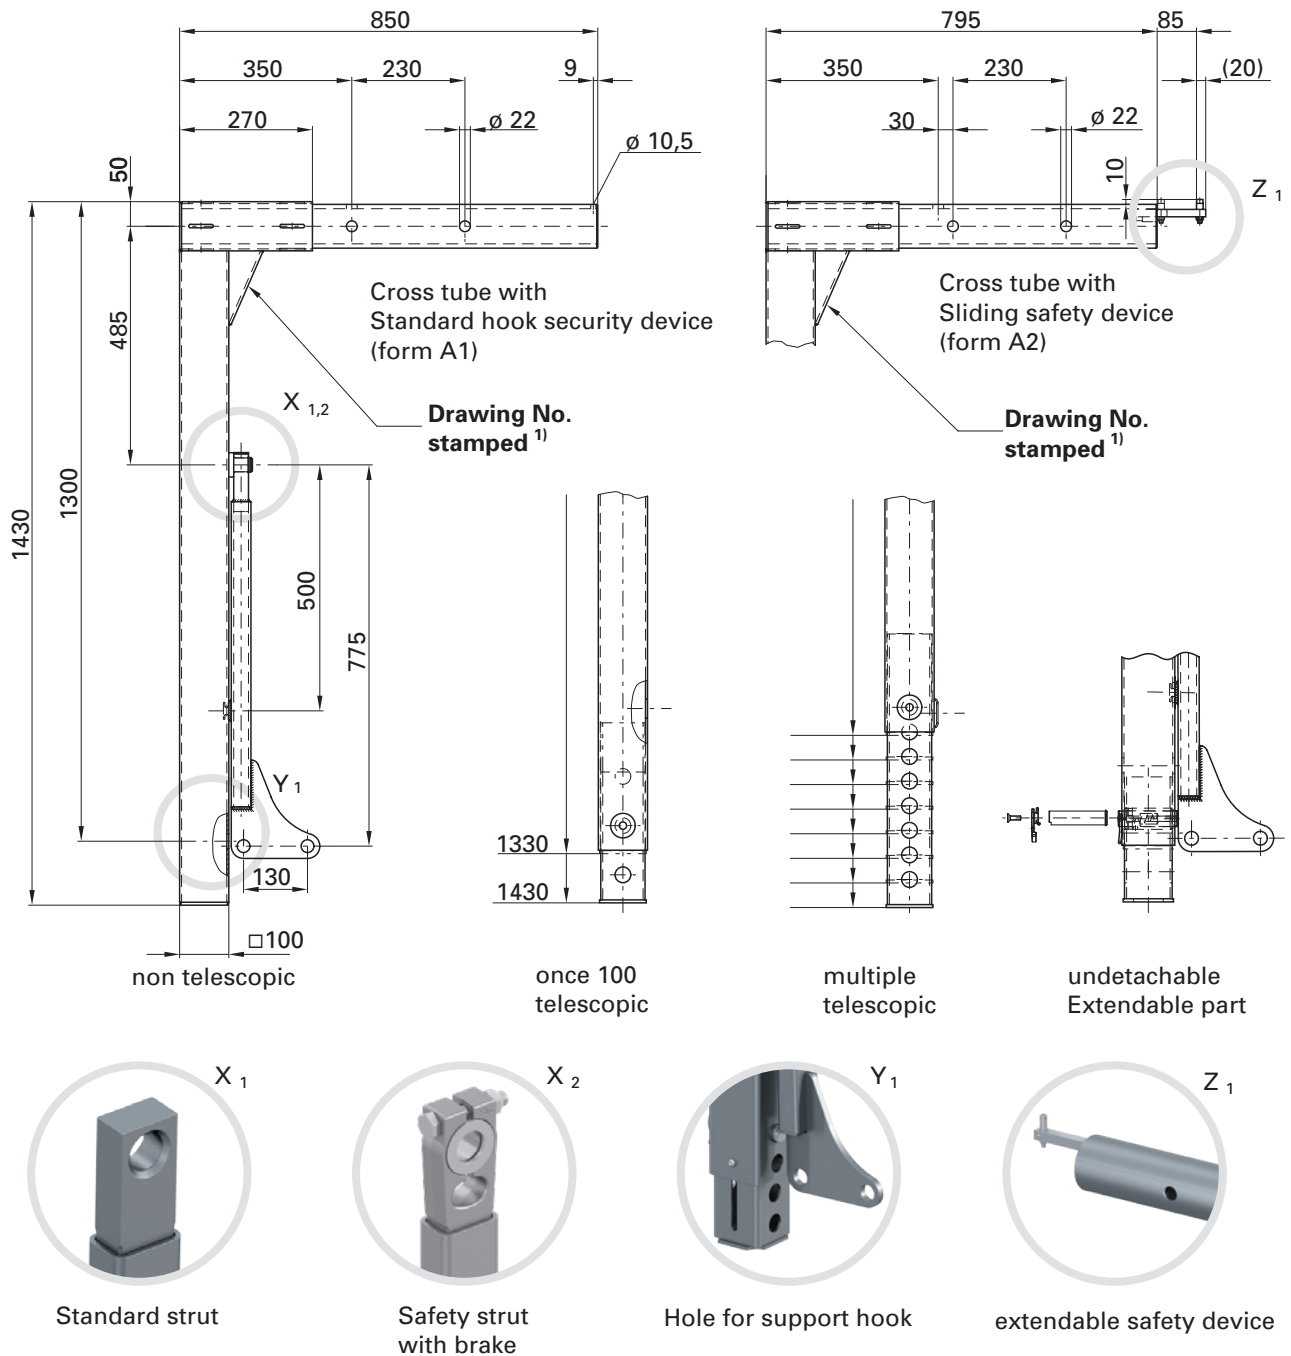 850
795
85
350
230
9
350
230
(20)
270
ø 22
30
ø 22
ø 10,5
50
10
Z 1
Cross tube with
Standard hook security device
(form A1)
Cross tube with
Sliding safety device
(form A2)
485
X 1,2
Drawing No.
stamped 1)
Drawing No.
stamped 1)
1300
1430
500
775
Y 1
1330
130
1430
□100
non telescopic
once 100
telescopic
multiple
telescopic
undetachable
Extendable part
X 1
X 2
Y 1
Z 1
Standard strut
Safety strut
with brake
Hole for support hook
extendable safety device